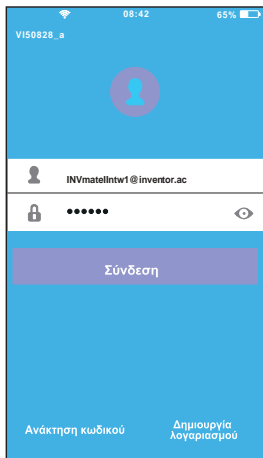 08:42
65%
VI50828_a
INVmatelIntw1@inventor.ac
••••••
Σύνδεση
Ανάκτηση κωδικού
Δημιουργία
λογαριασμού